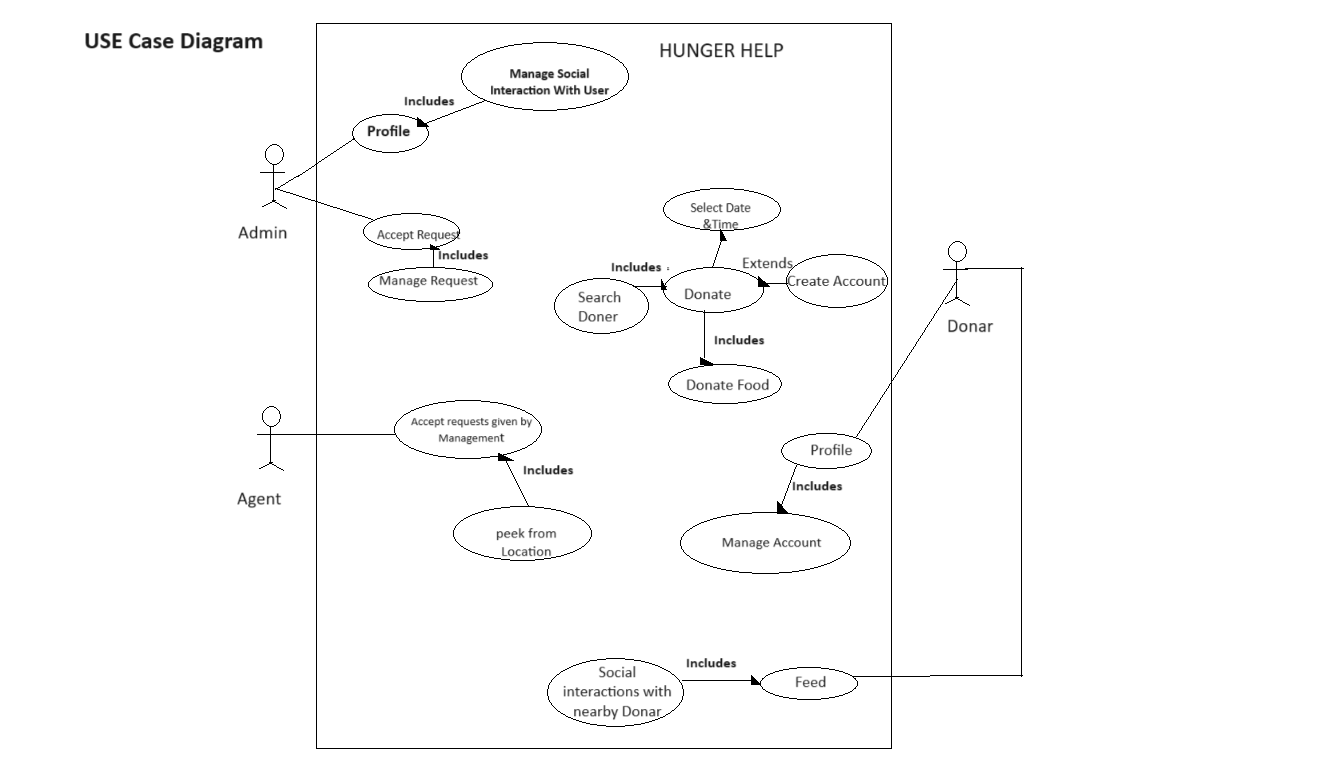 USE Case Diagram
HUNGER HELP
Manage Social
Interaction With User
Includes
Profile
Admin
Accept Request
Includes
Manage Request
Select Date
&Time
Includes :
Extends
Search
Doner
Donate
Create Account
Includes
Donate Food
Donar
Accept requests given by
Management
Includes
Agent
peek from
Location
Profile
Includes
Manage Account
Social
interactions with
nearby Donar
Includes
Feed